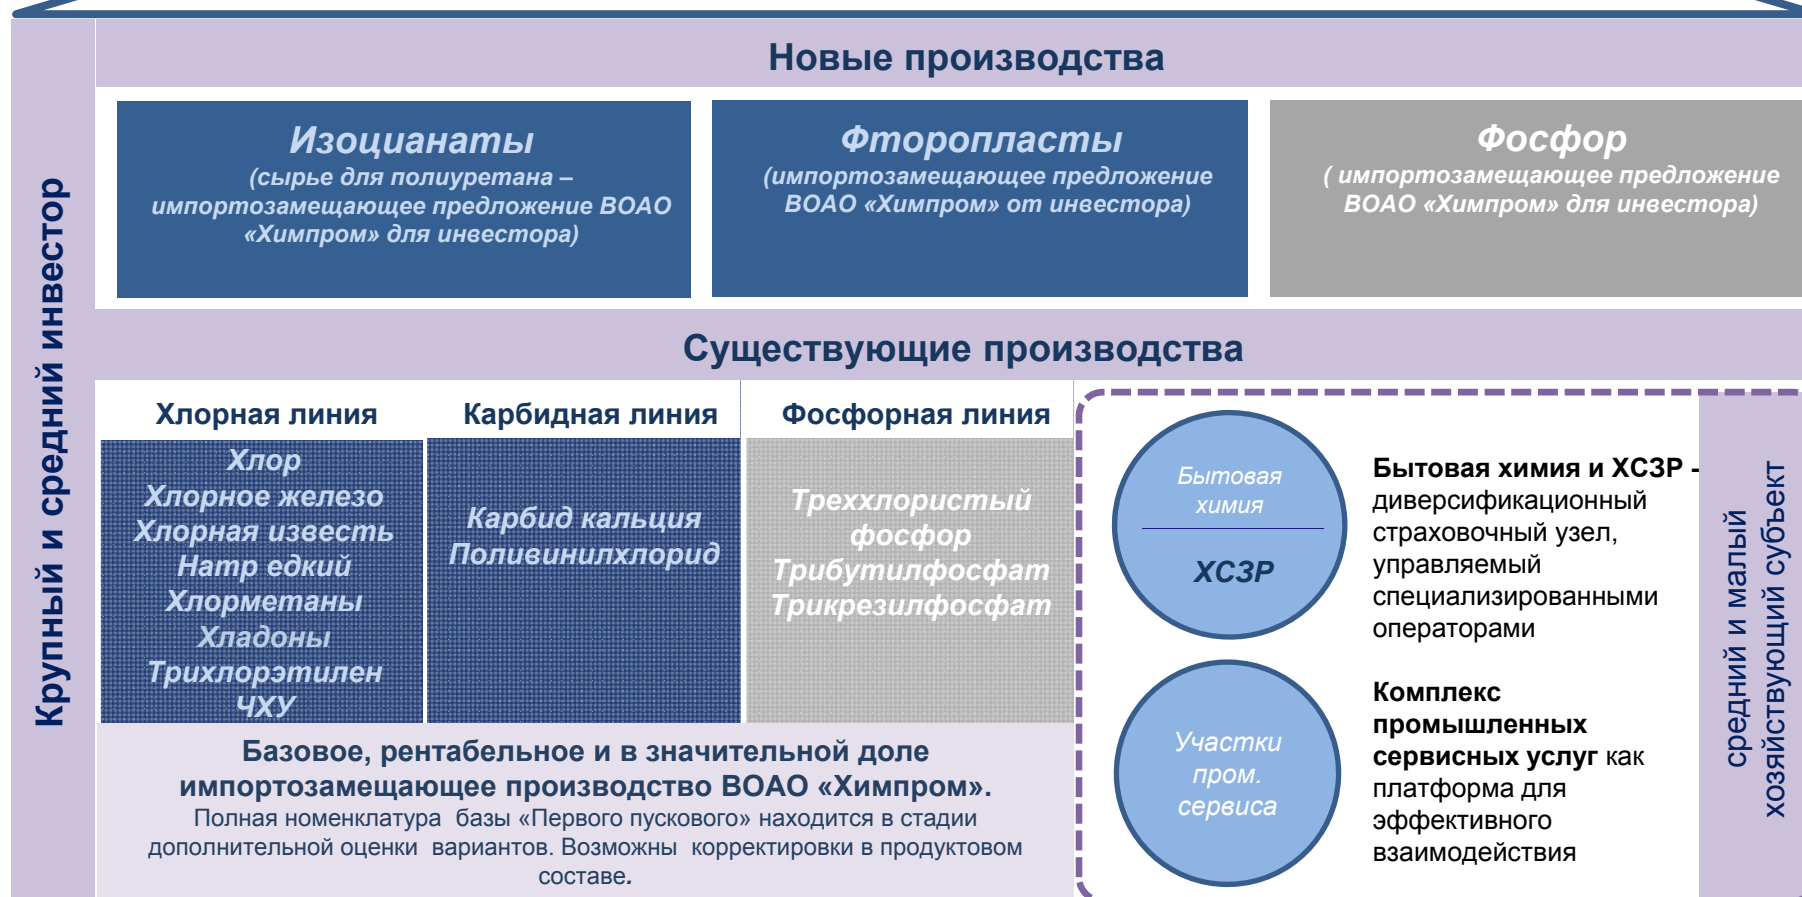 Крупный и средний инвестор
Новые производства
Изоцианаты
(сырье для полиуретана –
импортозамещающее предложение ВОАО
«Химпром» для инвестора)
Фторопласты
(импортозамещающее предложение
ВОАО «Химпром» от инвестора)
Фосфор
( импортозамещающее предложение
ВОАО «Химпром» для инвестора)
Существующие производства
Хлорная линия
Хлор
Хлорное железо
Хлорная известь
Натр едкий
Хлорметаны
Хладоны
Трихлорэтилен
ЧХУ
Карбидная линия
Карбид кальция
Поливинилхлорид
Фосфорная линия
Треххлористый
фосфор
Трибутилфосфат
Трикрезилфосфат
Базовое, рентабельное и в значительной доле
импортозамещающее производство ВОАО «Химпром».
Полная номенклатура базы «Первого пускового» находится в стадии
дополнительной оценки вариантов. Возможны корректировки в продуктовом
составе.
Бытовая
химия
ХСЗР
Бытовая химия и ХСЗР -
диверсификационный
страховочный узел,
управляемый
специализированными
операторами
Участки
пром.
сервиса
Комплекс
промышленных
сервисных услуг как
платформа для
эффективного
взаимодействия
средний и малый
хозяйствующий субъект